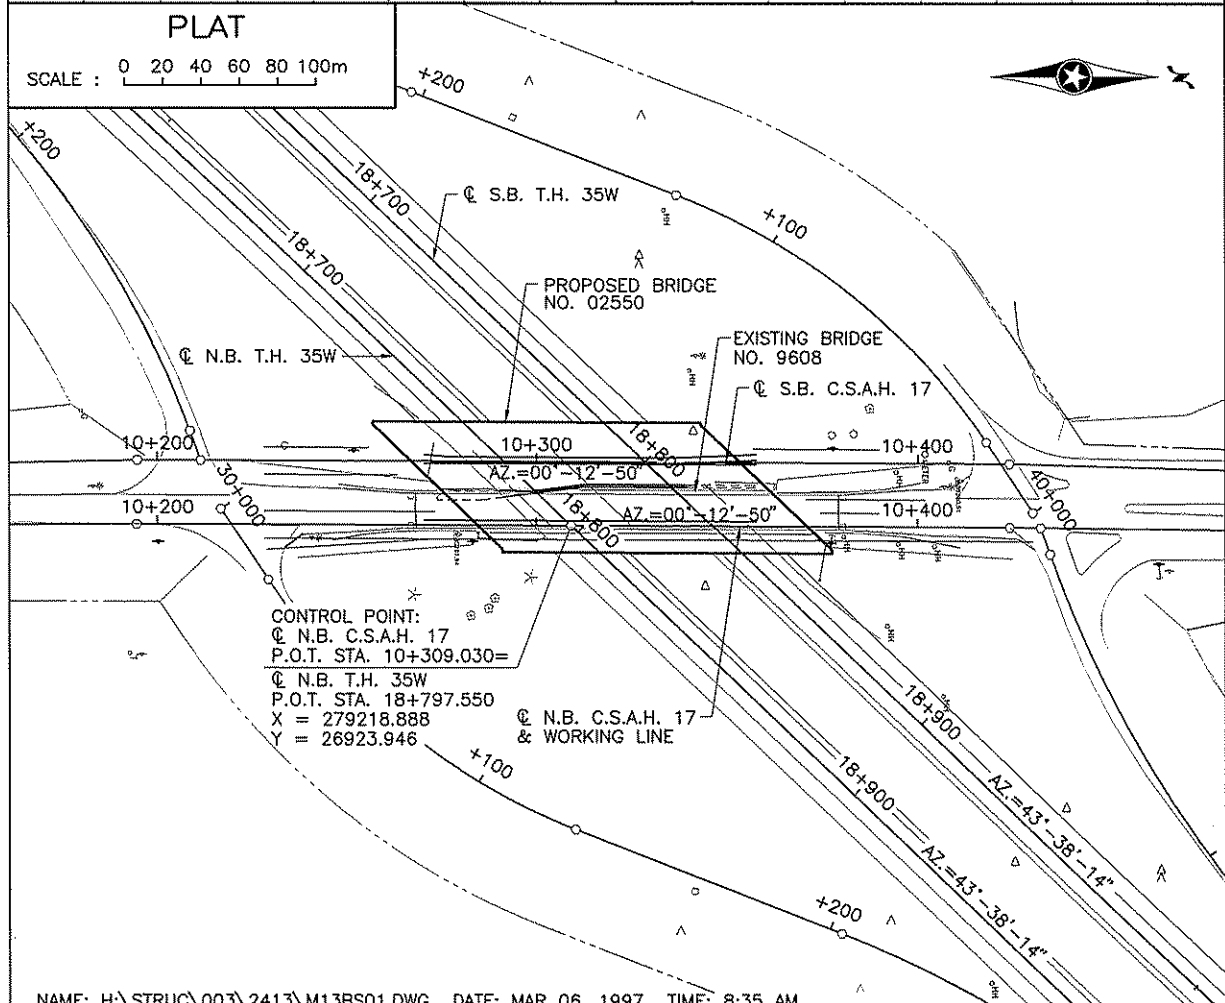 PLAT
SCALE : 0 20 40 60 80 100m
+200
+200
18+700
℄ S.B. T.H. 35W
+100
18+700
PROPOSED BRIDGE
NO. 02550
℄ N.B. T.H. 35W
EXISTING BRIDGE
NO. 9608
℄ S.B. C.S.A.H. 17
10+200
10+300
18+800
10+400
AZ.=00°-12'-50"
30+000
40+000
10+200
18+800
AZ.=00°-12'-50"
10+400
CONTROL POINT:
℄ N.B. C.S.A.H. 17
P.O.T. STA. 10+309.030=
℄ N.B. T.H. 35W
P.O.T. STA. 18+797.550
X = 279218.888
Y = 26923.946
℄ N.B. C.S.A.H. 17
& WORKING LINE
18+900
+100
18+900
AZ.=43°-38'-14"
AZ.=43°-38'-14"
+200
NAME: H:\STRUC\003\2413\M13BS01.DWG DATE: MAR 06, 1997 TIME: 8:35 AM